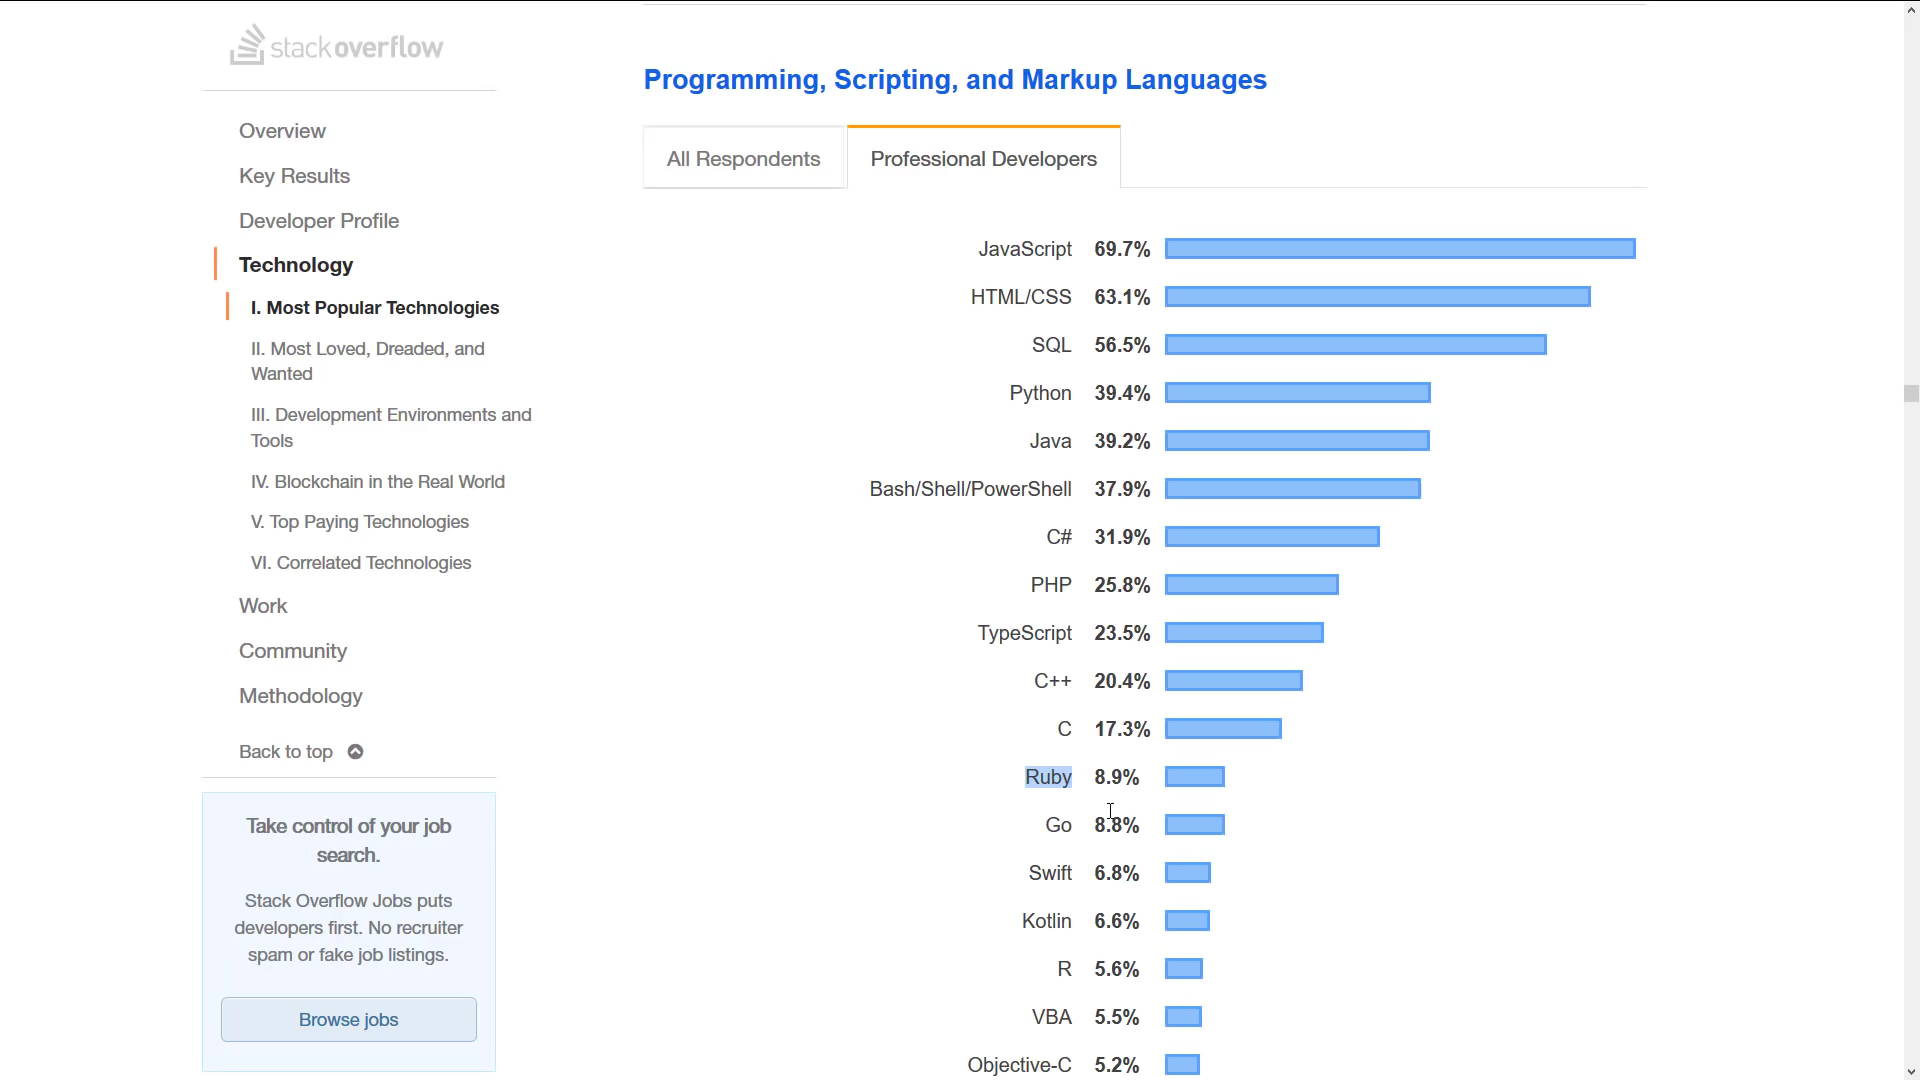 stackoverflow
Overview
Key Results
Developer Profile
Technology
I. Most Popular Technologies
II. Most Loved, Dreaded, and
Wanted
III. Development Environments and
Tools
IV. Blockchain in the Real World
V. Top Paying Technologies
VI. Correlated Technologies
Work
Community
Methodology
Back to top
Take control of your job
search.
Stack Overflow Jobs puts
developers first. No recruiter
spam or fake job listings.
Browse jobs
Programming, Scripting, and Markup Languages
All Respondents
Professional Developers
JavaScript 69.7%
HTML/CSS 63.1%
SQL 56.5%
Python 39.4%
Java 39.2%
Bash/Shell/PowerShell 37.9%
C# 31.9%
PHP 25.8%
TypeScript 23.5%
C++ 20.4%
C 17.3%
Ruby 8.9%
Go 8.8%
Swift 6.8%
Kotlin 6.6%
R 5.6%
VBA 5.5%
Objective-C 5.2%